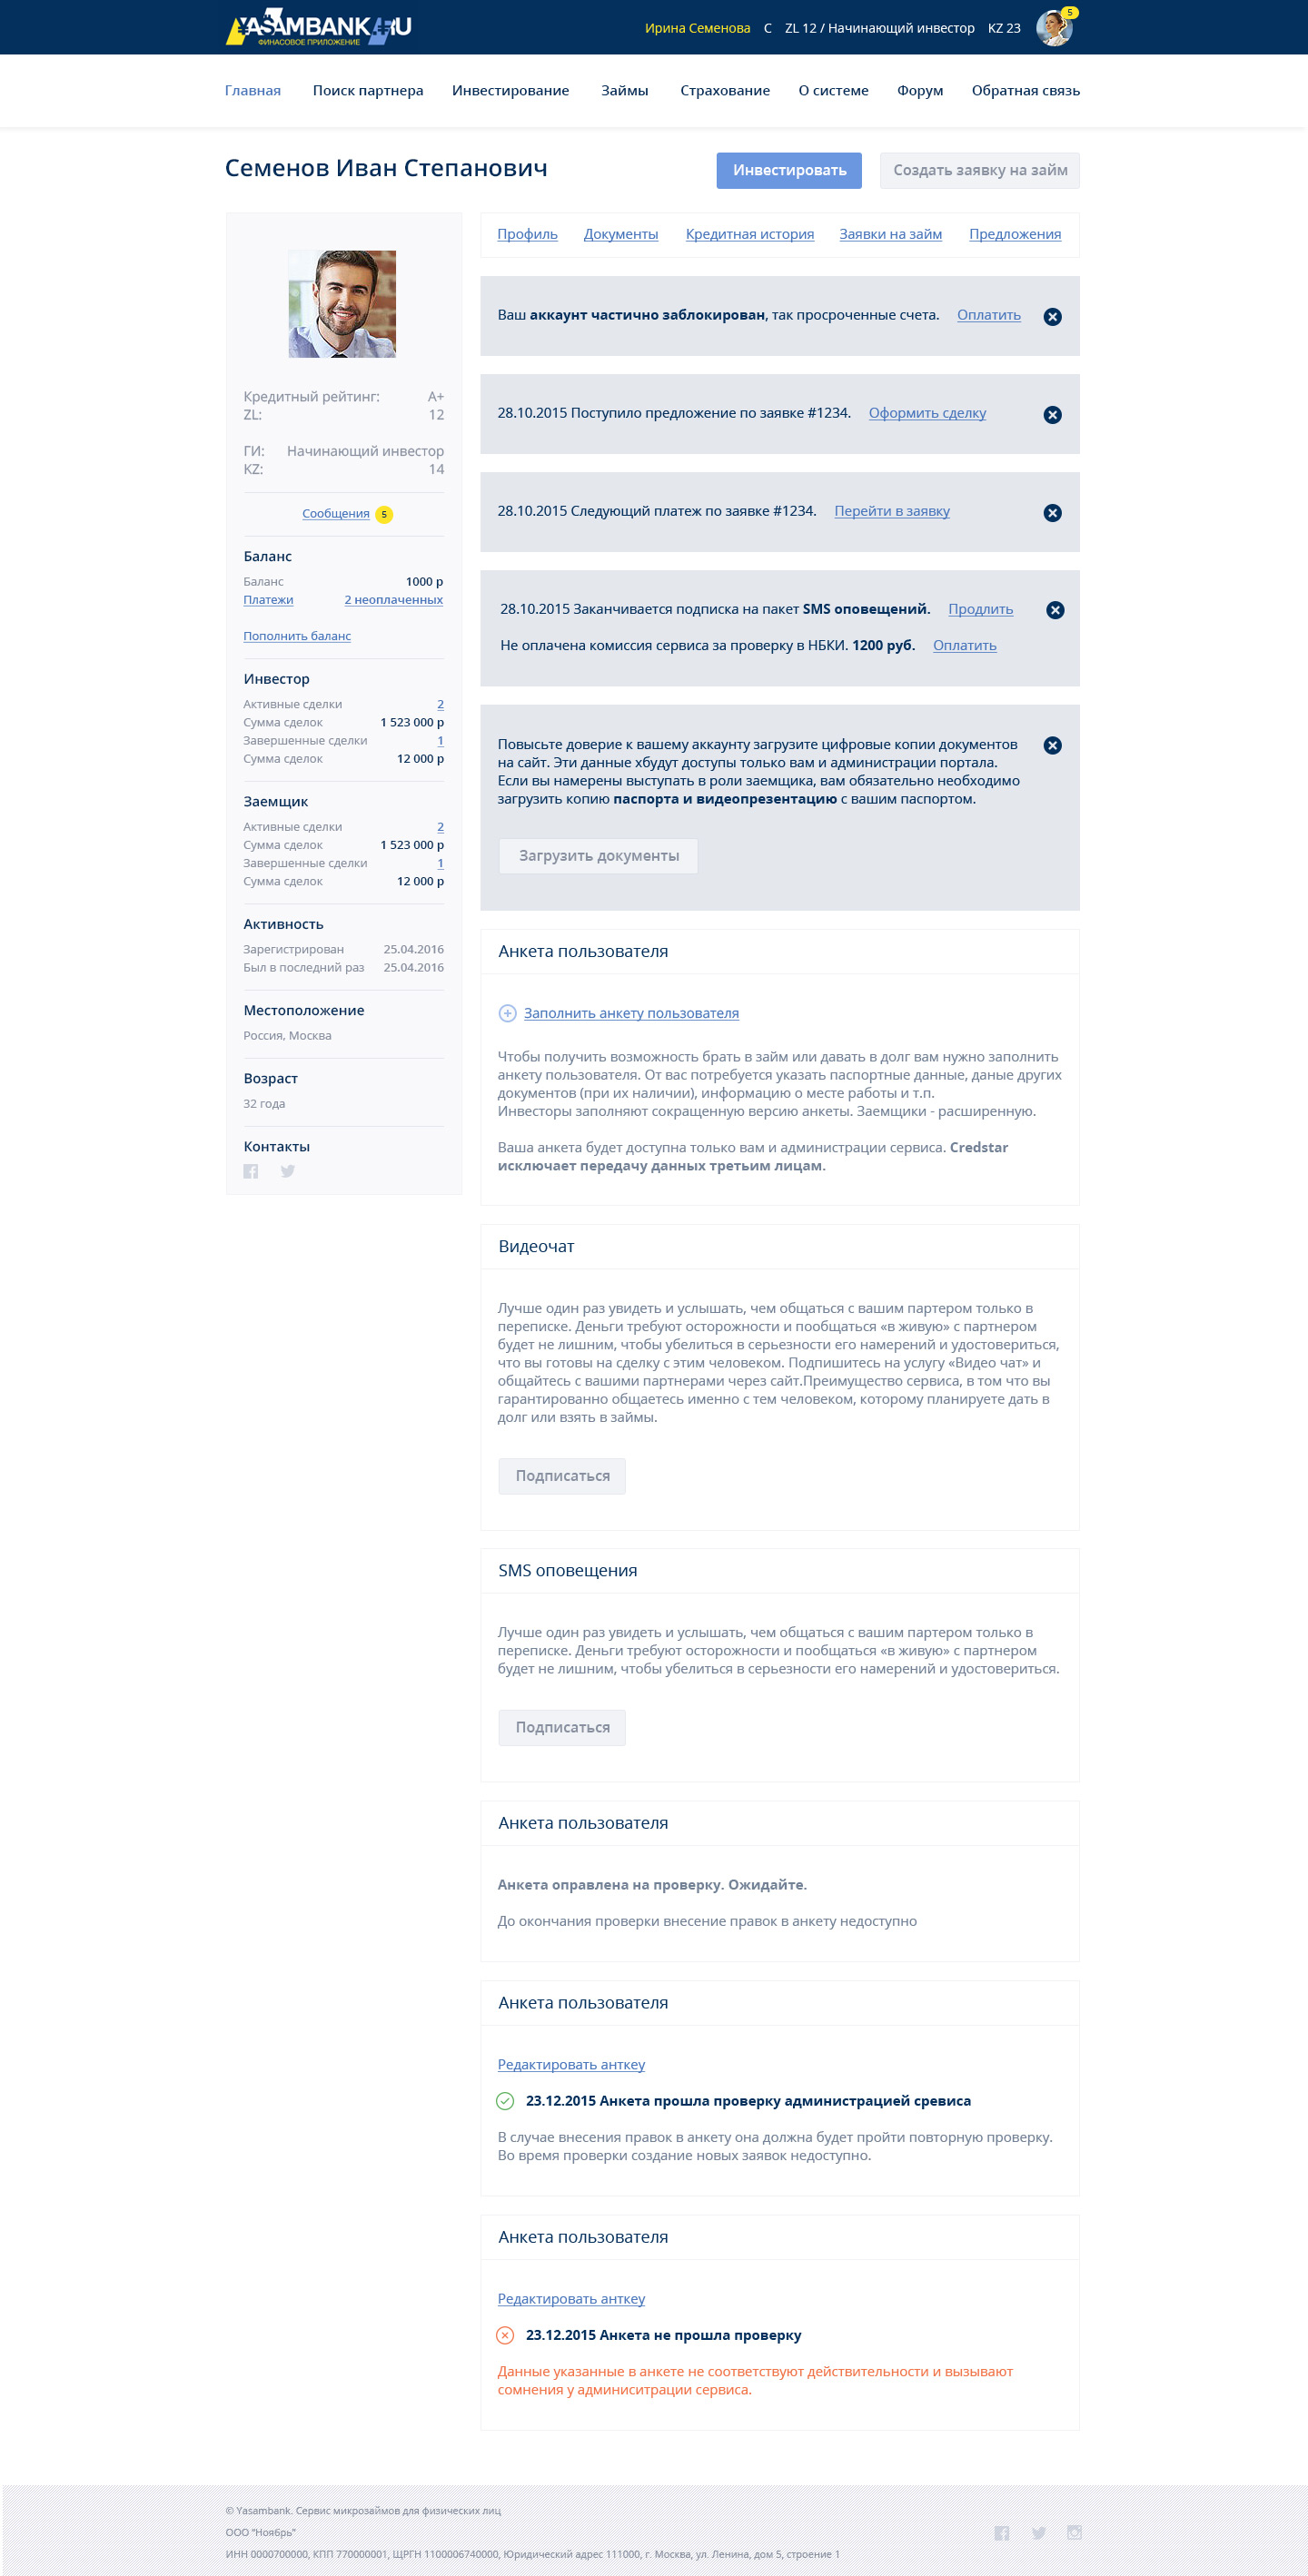 YA3AMBANK.RU
ФИНАСОВОЕ ПРИЛОЖЕНИЕ
Ирина Семенова C ZL 12 / Начинающий инвестор KZ 23 5
Главная Поиск партнера Инвестирование Займы Страхование О системе Форум Обратная связь
Семенов Иван Степанович
Инвестировать Создать заявку на займ
Кредитный рейтинг: A+
ZL: 12
ГИ: Начинающий инвестор
KZ: 14
Сообщения 5
Баланс
Баланс 1000 р
Платежи 2 неоплаченных
Пополнить баланс
Инвестор
Активные сделки 2
Сумма сделок 1 523 000 р
Завершенные сделки 1
Сумма сделок 12 000 р
Заемщик
Активные сделки 2
Сумма сделок 1 523 000 р
Завершенные сделки 1
Сумма сделок 12 000 р
Активность
Зарегистрирован 25.04.2016
Был в последний раз 25.04.2016
Местоположение
Россия, Москва
Возраст
32 года
Контакты
Профиль Документы Кредитная история Заявки на займ Предложения
Ваш аккаунт частично заблокирован, так просроченные счета. Оплатить
28.10.2015 Поступило предложение по заявке #1234. Оформить сделку
28.10.2015 Следующий платеж по заявке #1234. Перейти в заявку
28.10.2015 Заканчивается подписка на пакет SMS оповещений. Продлить
Не оплачена комиссия сервиса за проверку в НБКИ. 1200 руб. Оплатить
Повысьте доверие к вашему аккаунту загрузите цифровые копии документов
на сайт. Эти данные хбудут доступы только вам и администрации портала.
Если вы намерены выступать в роли заемщика, вам обязательно необходимо
загрузить копию паспорта и видеопрезентацию с вашим паспортом.
Загрузить документы
Анкета пользователя
Заполнить анкету пользователя
Чтобы получить возможность брать в займ или давать в долг вам нужно заполнить
анкету пользователя. От вас потребуется указать паспортные данные, даные других
документов (при их наличии), информацию о месте работы и т.п.
Инвесторы заполняют сокращенную версию анкеты. Заемщики - расширенную.
Ваша анкета будет доступна только вам и администрации сервиса. Credstar
исключает передачу данных третьим лицам.
Видеочат
Лучше один раз увидеть и услышать, чем общаться с вашим партером только в
переписке. Деньги требуют осторожности и пообщаться «в живую» с партнером
будет не лишним, чтобы убелиться в серьезности его намерений и удостовериться,
что вы готовы на сделку с этим человеком. Подпишитесь на услугу «Видео чат» и
общайтесь с вашими партнерами через сайт.Преимущество сервиса, в том что вы
гарантированно общаетесь именно с тем человеком, которому планируете дать в
долг или взять в займы.
Подписаться
SMS оповещения
Лучше один раз увидеть и услышать, чем общаться с вашим партером только в
переписке. Деньги требуют осторожности и пообщаться «в живую» с партнером
будет не лишним, чтобы убелиться в серьезности его намерений и удостовериться.
Подписаться
Анкета пользователя
Анкета оправлена на проверку. Ожидайте.
До окончания проверки внесение правок в анкету недоступно
Анкета пользователя
Редактировать анткеу
23.12.2015 Анкета прошла проверку администрацией сревиса
В случае внесения правок в анкету она должна будет пройти повторную проверку.
Во время проверки создание новых заявок недоступно.
Анкета пользователя
Редактировать анткеу
23.12.2015 Анкета не прошла проверку
Данные указанные в анкете не соответствуют действительности и вызывают
сомнения у админиситрации сервиса.
© Yasambank. Сервис микрозаймов для физических лиц
ООО "Ноябрь"
ИНН 0000700000, КПП 770000001, ЩРГН 1100006740000, Юридический адрес 111000, г. Москва, ул. Ленина, дом 5, строение 1